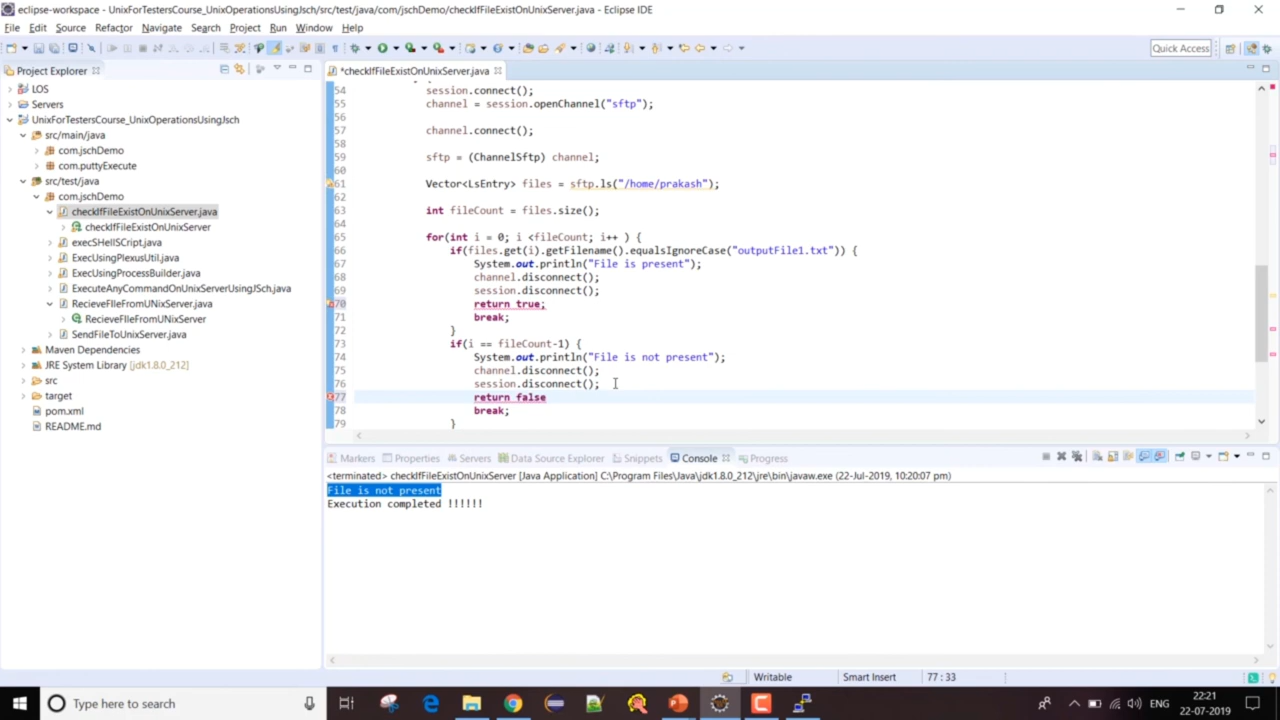 eclipse-workspace - UnixForTestersCourse_UnixOperationsUsingJsch/src/test/java/com/jschDemo/checkIfFileExistOnUnixServer.java - Eclipse IDE
File Edit Source Refactor Navigate Search Project Run Window Help
Quick Access
Project Explorer
LOS
Servers
UnixForTestersCourse_UnixOperationsUsingJsch
src/main/java
com.jschDemo
com.puttyExecute
src/test/java
com.jschDemo
checkIfFileExistOnUnixServer.java
checkIfFileExistOnUnixServer
execSHellSCript.java
ExecUsingPlexusUtil.java
ExecUsingProcessBuilder.java
ExecuteAnyCommandOnUnixServerUsingJSch.java
RecieveFIleFromUNixServer.java
RecieveFIleFromUNixServer
SendFileToUnixServer.java
Maven Dependencies
JRE System Library [jdk1.8.0_212]
src
target
pom.xml
README.md
*checkIfFileExistOnUnixServer.java
54 session.connect();
55 channel = session.openChannel("sftp");
56
57 channel.connect();
58
59 sftp = (ChannelSftp) channel;
60
61 Vector<LsEntry> files = sftp.ls("/home/prakash");
62
63 int fileCount = files.size();
64
65 for(int i = 0; i <fileCount; i++ ) {
66 if(files.get(i).getFilename().equalsIgnoreCase("outputFile1.txt")) {
67 System.out.println("File is present");
68 channel.disconnect();
69 session.disconnect();
70 return true;
71 break;
72 }
73 if(i == fileCount-1) {
74 System.out.println("File is not present");
75 channel.disconnect();
76 session.disconnect();
77 return false
78 break;
79 }
Markers Properties Servers Data Source Explorer Snippets Console Progress
<terminated> checkIfFileExistOnUnixServer [Java Application] C:\Program Files\Java\jdk1.8.0_212\jre\bin\javaw.exe (22-Jul-2019, 10:20:07 pm)
File is not present
Execution completed !!!!!!
Writable Smart Insert 77 : 33
Type here to search
ENG
22:21
22-07-2019